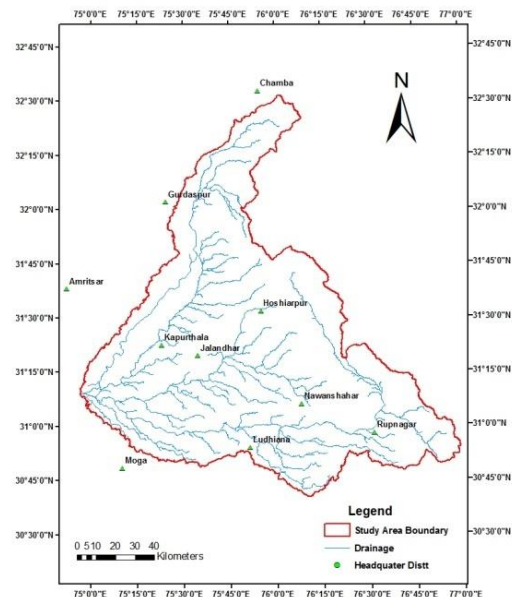 75°0'0"E 75°15'0"E 75°30'0"E 75°45'0"E 76°0'0"E 76°15'0"E 76°30'0"E 76°45'0"E 77°0'0"E
32°45'0"N
32°45'0"N
N
Chamba
32°30'0"N
32°30'0"N
32°15'0"N
32°15'0"N
Gurdaspur
32°0'0"N
32°0'0"N
31°45'0"N
31°45'0"N
Amritsar
Hoshiarpur
31°30'0"N
31°30'0"N
Kapurthala
Jalandhar
31°15'0"N
31°15'0"N
Nawanshahar
31°0'0"N
31°0'0"N
Rupnagar
Ludhiana
Moga
30°45'0"N
30°45'0"N
Legend
30°30'0"N
30°30'0"N
Study Area Boundary
Drainage
Headquater Distt
0 5 10 20 30 40
Kilometers
75°0'0"E 75°15'0"E 75°30'0"E 75°45'0"E 76°0'0"E 76°15'0"E 76°30'0"E 76°45'0"E 77°0'0"E